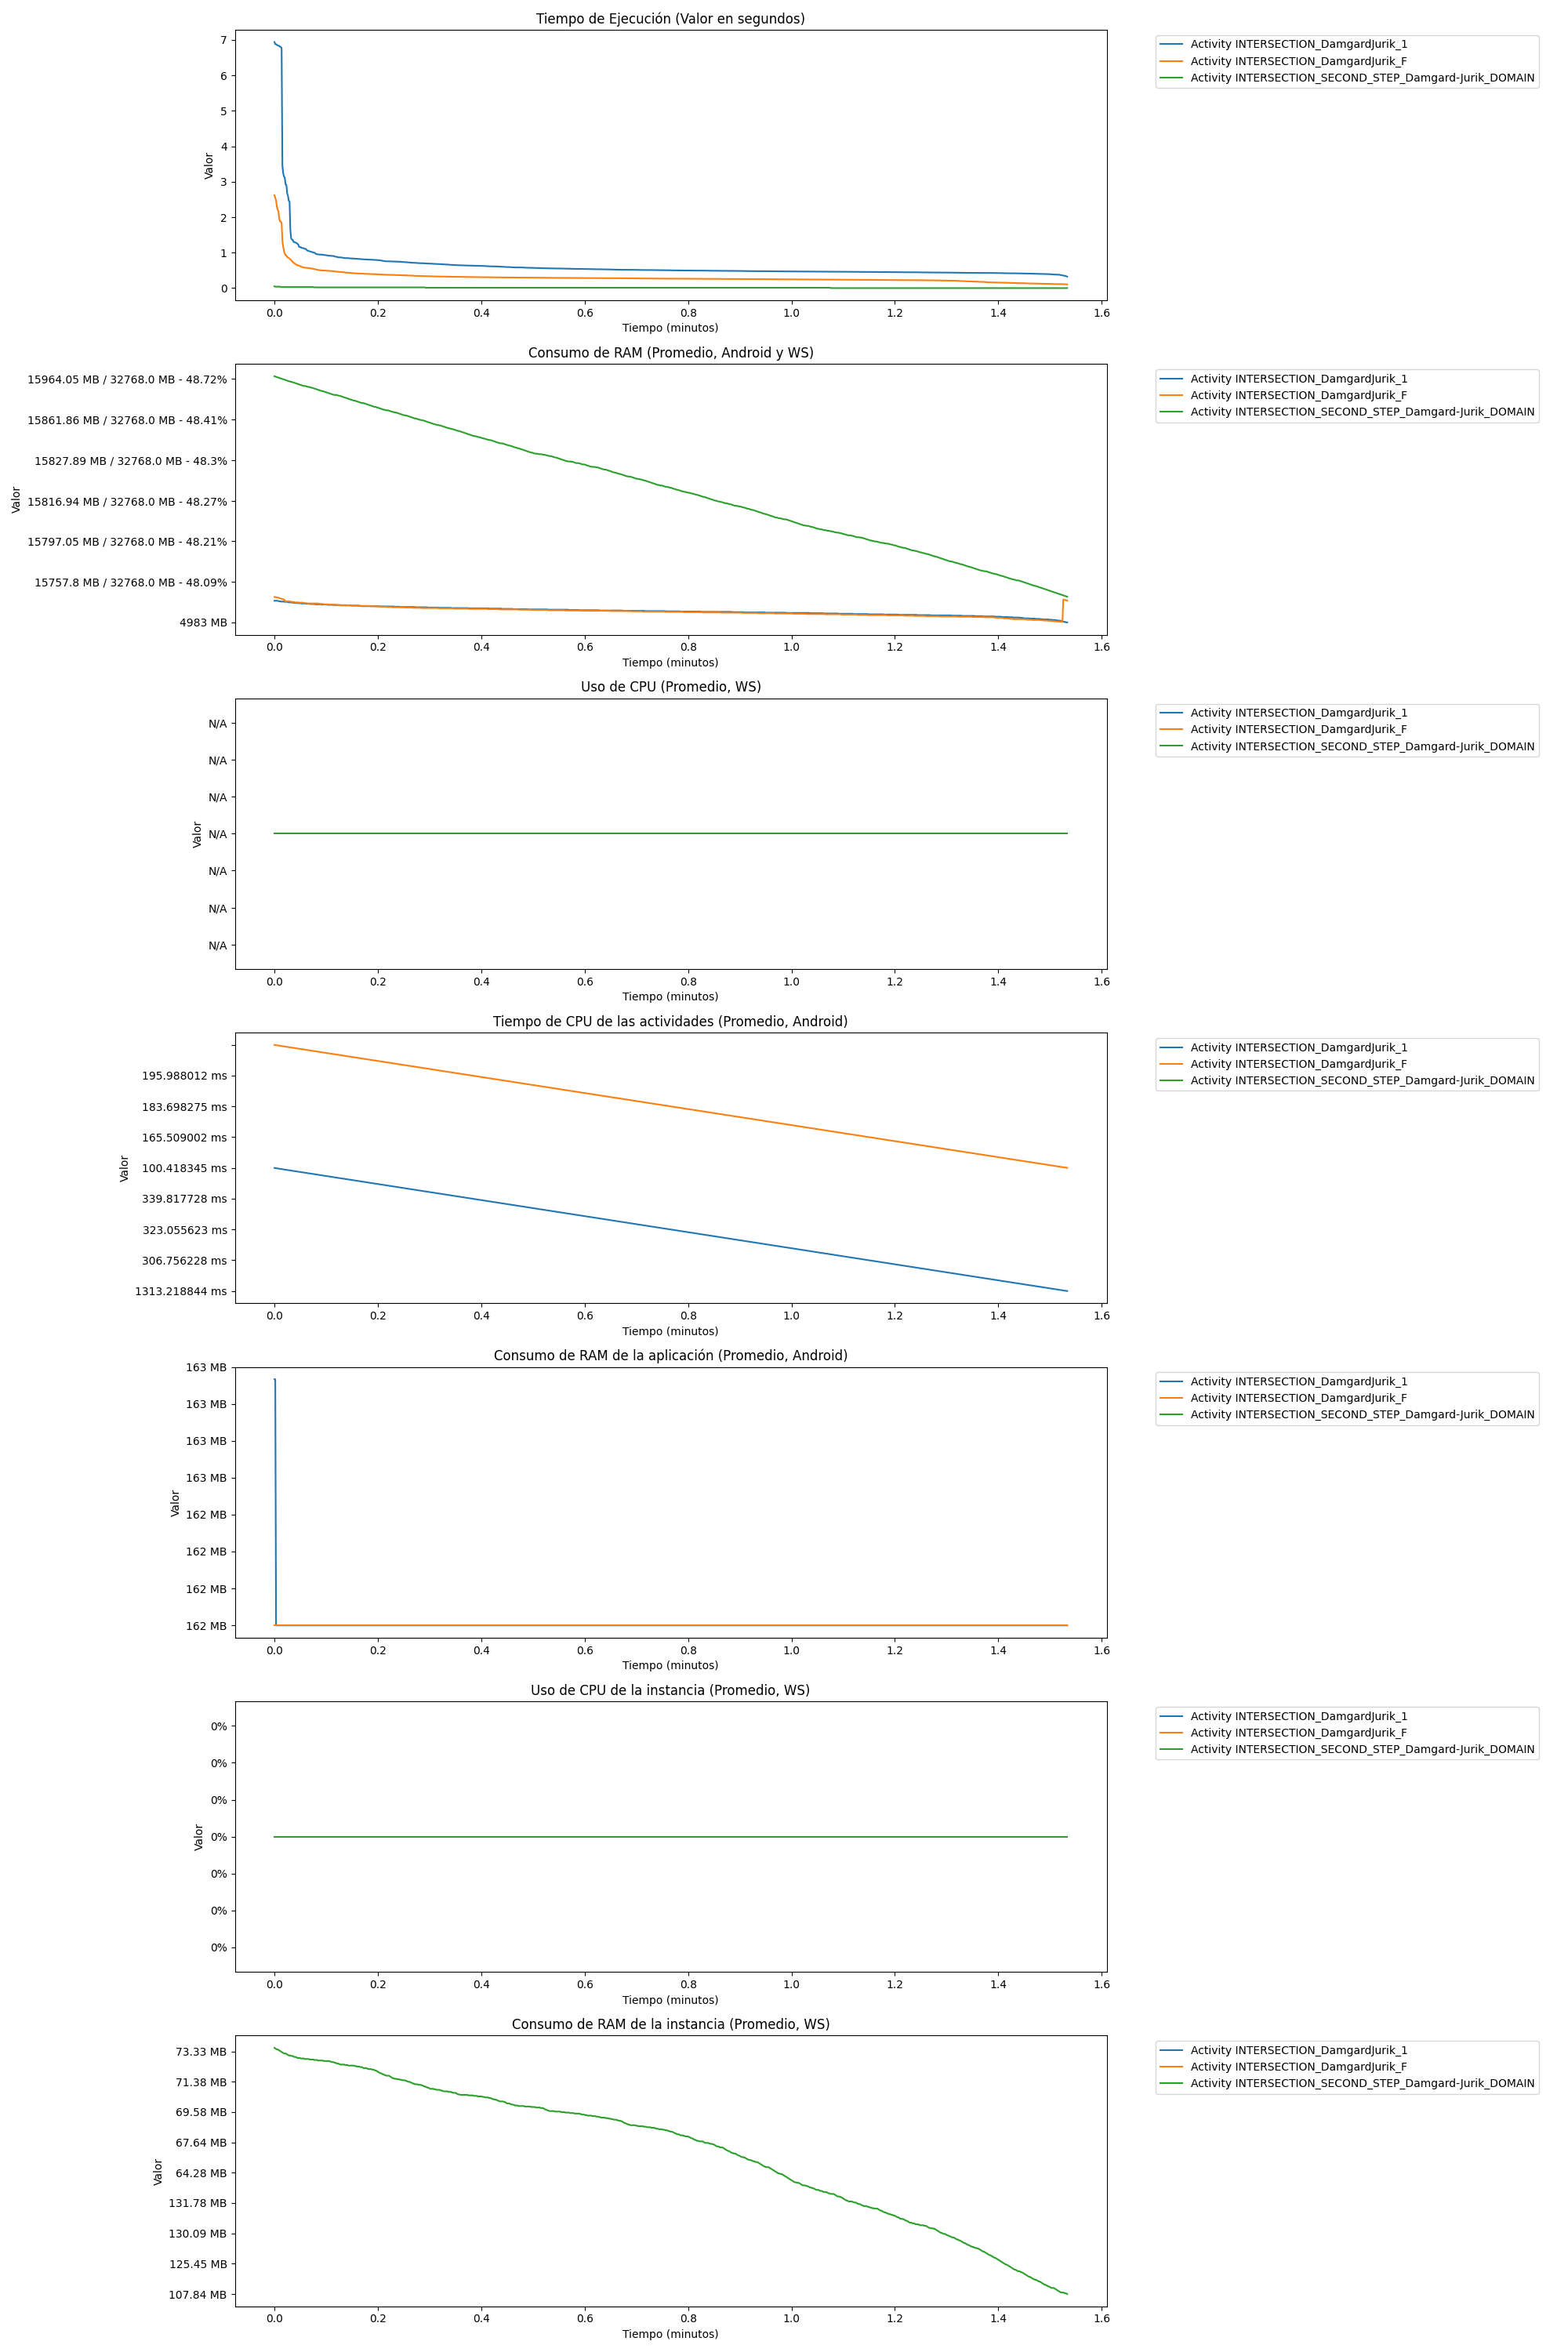 Tiempo de Ejecución (Valor en segundos)
Valor
7
6
5
4
3
2
1
0
0.0 0.2 0.4 0.6 0.8 1.0 1.2 1.4 1.6
Tiempo (minutos)
Activity INTERSECTION_DamgardJurik_1
Activity INTERSECTION_DamgardJurik_F
Activity INTERSECTION_SECOND_STEP_Damgard-Jurik_DOMAIN
Consumo de RAM (Promedio, Android y WS)
Valor
15964.05 MB / 32768.0 MB - 48.72%
15861.86 MB / 32768.0 MB - 48.41%
15827.89 MB / 32768.0 MB - 48.3%
15816.94 MB / 32768.0 MB - 48.27%
15797.05 MB / 32768.0 MB - 48.21%
15757.8 MB / 32768.0 MB - 48.09%
4983 MB
0.0 0.2 0.4 0.6 0.8 1.0 1.2 1.4 1.6
Tiempo (minutos)
Activity INTERSECTION_DamgardJurik_1
Activity INTERSECTION_DamgardJurik_F
Activity INTERSECTION_SECOND_STEP_Damgard-Jurik_DOMAIN
Uso de CPU (Promedio, WS)
Valor
N/A
N/A
N/A
N/A
N/A
N/A
N/A
0.0 0.2 0.4 0.6 0.8 1.0 1.2 1.4 1.6
Tiempo (minutos)
Activity INTERSECTION_DamgardJurik_1
Activity INTERSECTION_DamgardJurik_F
Activity INTERSECTION_SECOND_STEP_Damgard-Jurik_DOMAIN
Tiempo de CPU de las actividades (Promedio, Android)
Valor
195.988012 ms
183.698275 ms
165.509002 ms
100.418345 ms
339.817728 ms
323.055623 ms
306.756228 ms
1313.218844 ms
0.0 0.2 0.4 0.6 0.8 1.0 1.2 1.4 1.6
Tiempo (minutos)
Activity INTERSECTION_DamgardJurik_1
Activity INTERSECTION_DamgardJurik_F
Activity INTERSECTION_SECOND_STEP_Damgard-Jurik_DOMAIN
Consumo de RAM de la aplicación (Promedio, Android)
Valor
163 MB
163 MB
163 MB
163 MB
162 MB
162 MB
162 MB
162 MB
0.0 0.2 0.4 0.6 0.8 1.0 1.2 1.4 1.6
Tiempo (minutos)
Activity INTERSECTION_DamgardJurik_1
Activity INTERSECTION_DamgardJurik_F
Activity INTERSECTION_SECOND_STEP_Damgard-Jurik_DOMAIN
Uso de CPU de la instancia (Promedio, WS)
Valor
0%
0%
0%
0%
0%
0%
0%
0.0 0.2 0.4 0.6 0.8 1.0 1.2 1.4 1.6
Tiempo (minutos)
Activity INTERSECTION_DamgardJurik_1
Activity INTERSECTION_DamgardJurik_F
Activity INTERSECTION_SECOND_STEP_Damgard-Jurik_DOMAIN
Consumo de RAM de la instancia (Promedio, WS)
Valor
73.33 MB
71.38 MB
69.58 MB
67.64 MB
64.28 MB
131.78 MB
130.09 MB
125.45 MB
107.84 MB
0.0 0.2 0.4 0.6 0.8 1.0 1.2 1.4 1.6
Tiempo (minutos)
Activity INTERSECTION_DamgardJurik_1
Activity INTERSECTION_DamgardJurik_F
Activity INTERSECTION_SECOND_STEP_Damgard-Jurik_DOMAIN